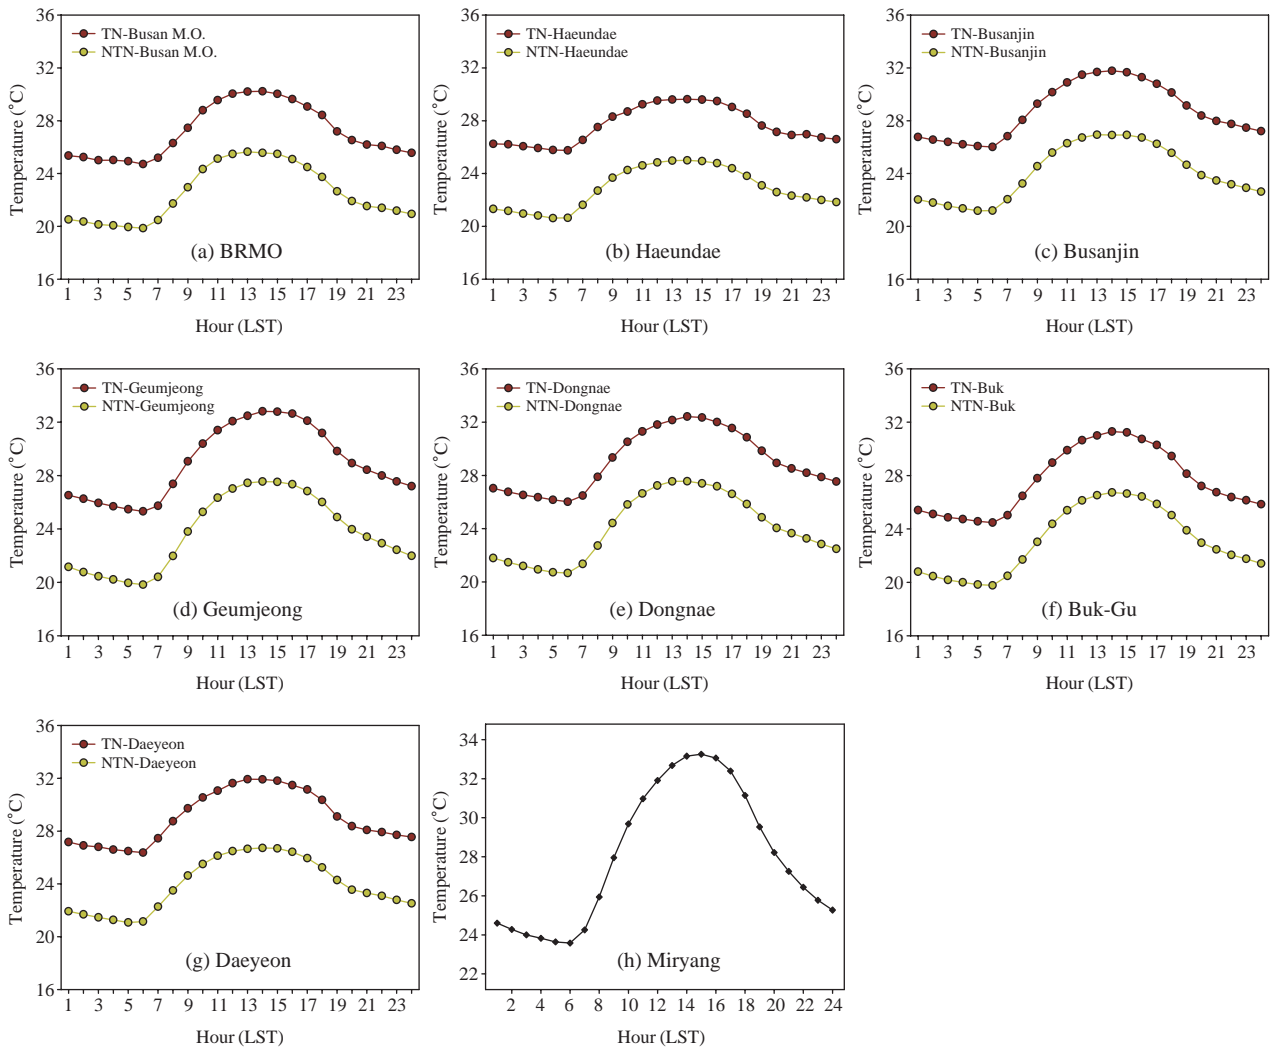 36
32
28
24
20
16
Temperature (˚C)
TN-Busan M.O.
NTN-Busan M.O.
(a) BRMO
1 3 5 7 9 11 13 15 17 19 21 23
Hour (LST)
36
32
28
24
20
16
Temperature (˚C)
TN-Haeundae
NTN-Haeundae
(b) Haeundae
1 3 5 7 9 11 13 15 17 19 21 23
Hour (LST)
36
32
28
24
20
16
Temperature (˚C)
TN-Busanjin
NTN-Busanjin
(c) Busanjin
1 3 5 7 9 11 13 15 17 19 21 23
Hour (LST)
36
32
28
24
20
16
Temperature (˚C)
TN-Geumjeong
NTN-Geumjeong
(d) Geumjeong
1 3 5 7 9 11 13 15 17 19 21 23
Hour (LST)
36
32
28
24
20
16
Temperature (˚C)
TN-Dongnae
NTN-Dongnae
(e) Dongnae
1 3 5 7 9 11 13 15 17 19 21 23
Hour (LST)
36
32
28
24
20
16
Temperature (˚C)
TN-Buk
NTN-Buk
(f) Buk-Gu
1 3 5 7 9 11 13 15 17 19 21 23
Hour (LST)
36
32
28
24
20
16
Temperature (˚C)
TN-Daeyeon
NTN-Daeyeon
(g) Daeyeon
1 3 5 7 9 11 13 15 17 19 21 23
Hour (LST)
34
32
30
28
26
24
22
Temperature (˚C)
(h) Miryang
2 4 6 8 10 12 14 16 18 20 22 24
Hour (LST)